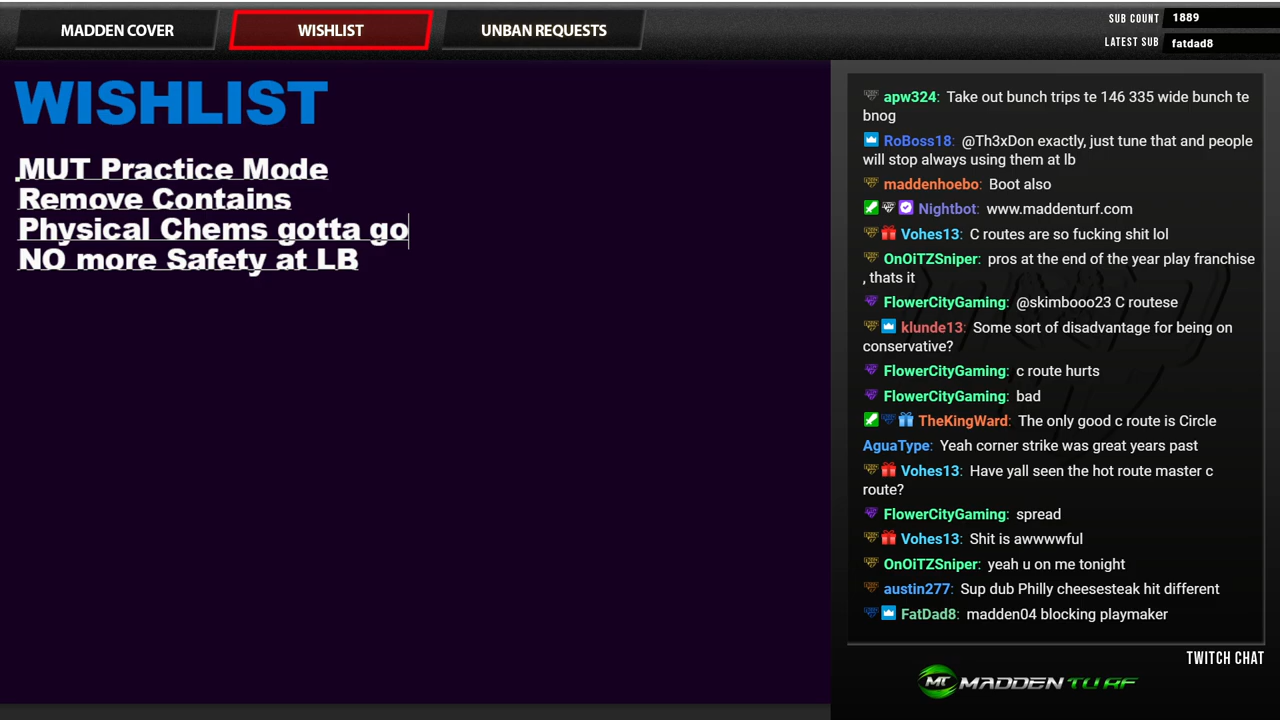 MADDEN COVER
WISHLIST
UNBAN REQUESTS
SUB COUNT 1889
LATEST SUB fatdad8
WISHLIST
MUT Practice Mode
Remove Contains
Physical Chems gotta go
NO more Safety at LB
apw324: Take out bunch trips te 146 335 wide bunch te
bnog
RoBoss18: @Th3xDon exactly, just tune that and people
will stop always using them at lb
maddenhoebo: Boot also
Nightbot: www.maddenturf.com
Vohes13: C routes are so fucking shit lol
OnOiTZSniper: pros at the end of the year play franchise
, thats it
FlowerCityGaming: @skimbooo23 C routese
klunde13: Some sort of disadvantage for being on
conservative?
FlowerCityGaming: c route hurts
FlowerCityGaming: bad
TheKingWard: The only good c route is Circle
AguaType: Yeah corner strike was great years past
Vohes13: Have yall seen the hot route master c
route?
FlowerCityGaming: spread
Vohes13: Shit is awwwwful
OnOiTZSniper: yeah u on me tonight
austin277: Sup dub Philly cheesesteak hit different
FatDad8: madden04 blocking playmaker
TWITCH CHAT
MT MADDEN TURF